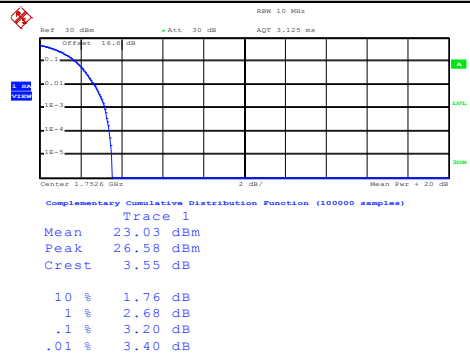 RBW 10 MHz
Ref 30 dBm Att 30 dB AQT 3.125 ms
Offset 16.6 dB
0.1
A
0.01
1 SA
VIEW
1E-3
LVL
1E-4
1E-5
3DB
Center 1.7526 GHz 2 dB/ Mean Pwr + 20 dB
Complementary Cumulative Distribution Function (100000 samples)
Trace 1
Mean 23.03 dBm
Peak 26.58 dBm
Crest 3.55 dB
10 % 1.76 dB
1 % 2.68 dB
.1 % 3.20 dB
.01 % 3.40 dB